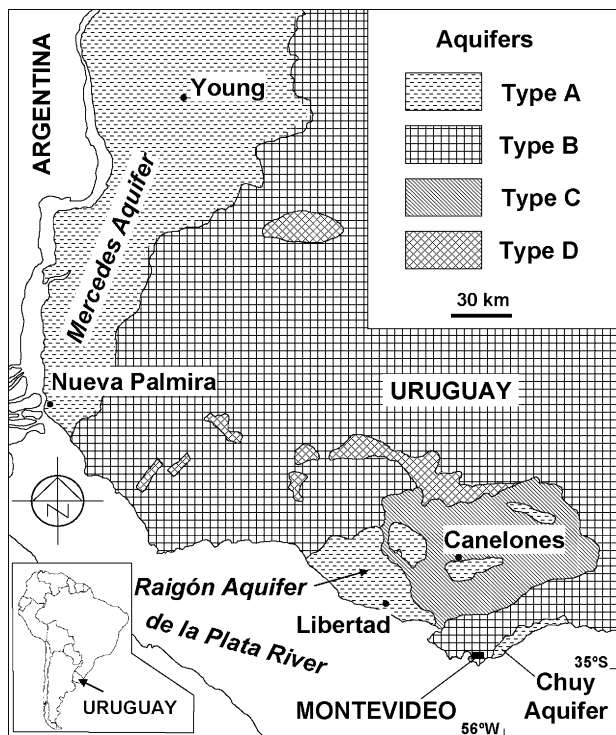 ARGENTINA
Young
Mercedes Aquifer
Nueva Palmira
Aquifers
Type A
Type B
Type C
Type D
30 km
URUGUAY
N
Canelones
Raigón Aquifer
Libertad
de la Plata River
MONTEVIDEO
Chuy
Aquifer
35ºS
56ºW
URUGUAY